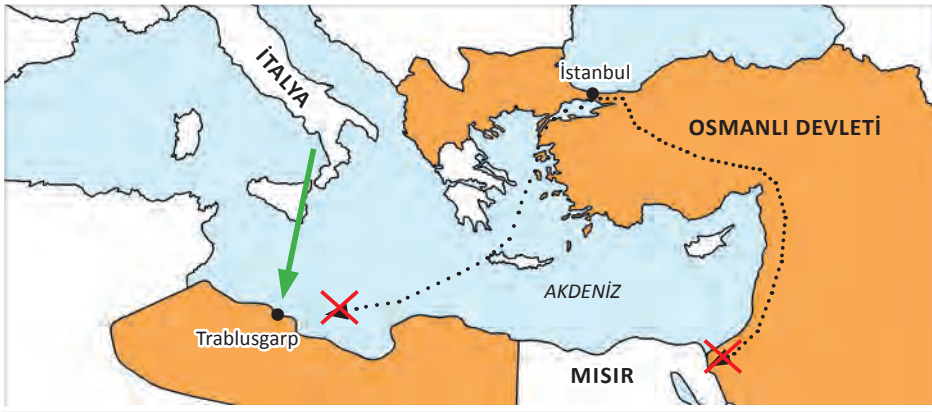 İTALYA
İstanbul
OSMANLI DEVLETİ
AKDENİZ
Trablusgarp
MISIR